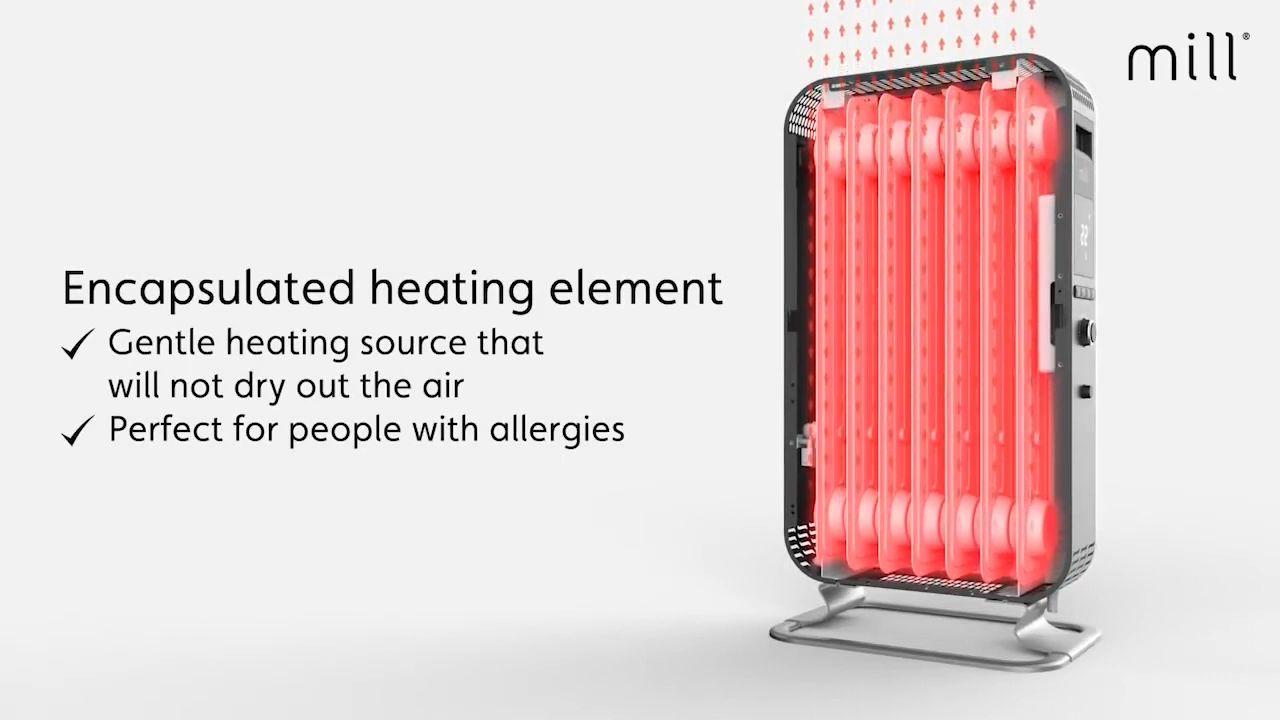 mill®
Encapsulated heating element
✓ Gentle heating source that
will not dry out the air
✓ Perfect for people with allergies
22